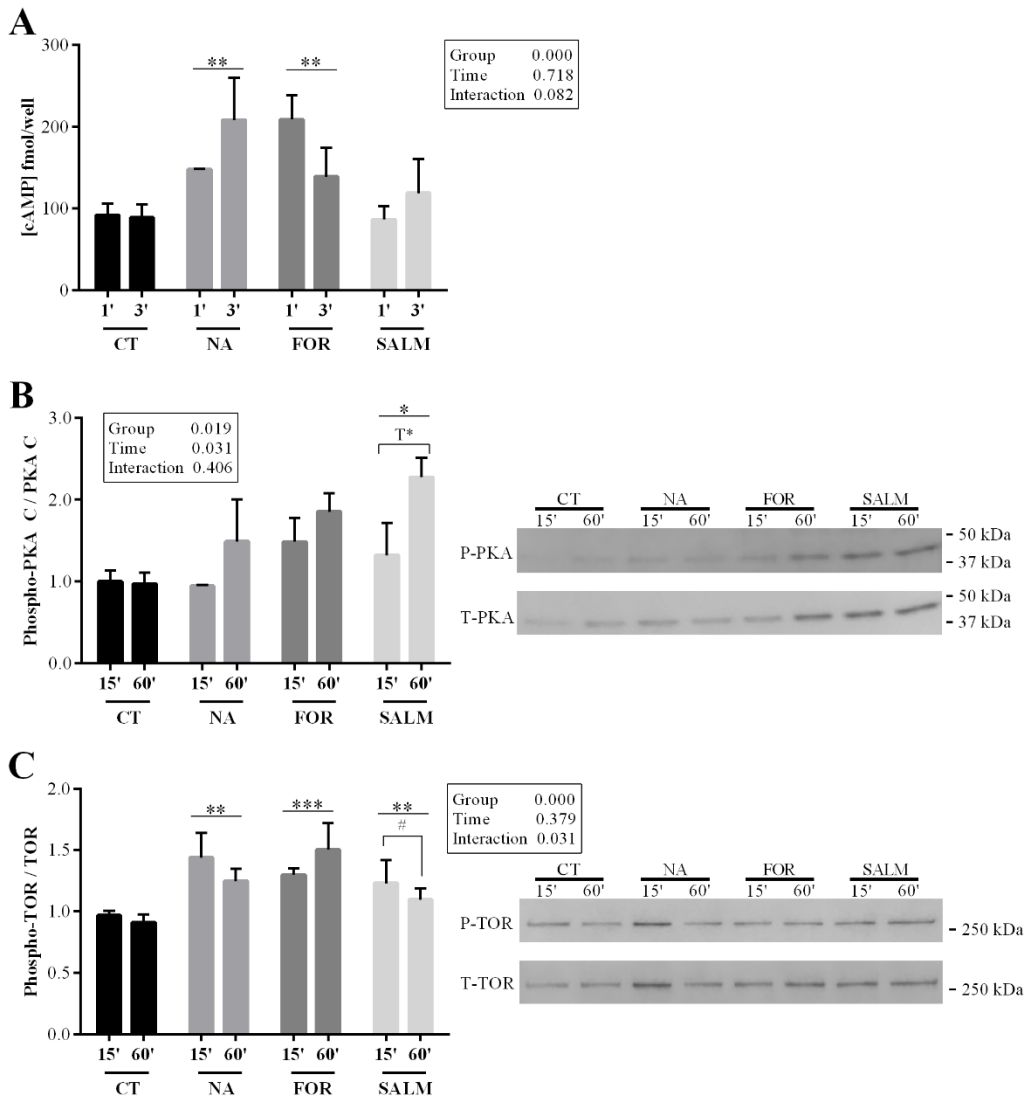 A
300
200
100
0
[cAMP] fmol/well
** **
Group 0.000
Time 0.718
Interaction 0.082
1' 3' 1' 3' 1' 3' 1' 3'
CT NA FOR SALM
B
3.0
2.0
1.0
0.0
Phospho-PKA C / PKA C
Group 0.019
Time 0.031
Interaction 0.406
*
T*
15' 60' 15' 60' 15' 60' 15' 60'
CT NA FOR SALM
CT NA FOR SALM
15' 60' 15' 60' 15' 60' 15' 60'
P-PKA
- 50 kDa
- 37 kDa
T-PKA
- 50 kDa
- 37 kDa
C
2.0
1.5
1.0
0.5
0.0
Phospho-TOR / TOR
** *** **
#
Group 0.000
Time 0.379
Interaction 0.031
15' 60' 15' 60' 15' 60' 15' 60'
CT NA FOR SALM
CT NA FOR SALM
15' 60' 15' 60' 15' 60' 15' 60'
P-TOR
- 250 kDa
T-TOR
- 250 kDa